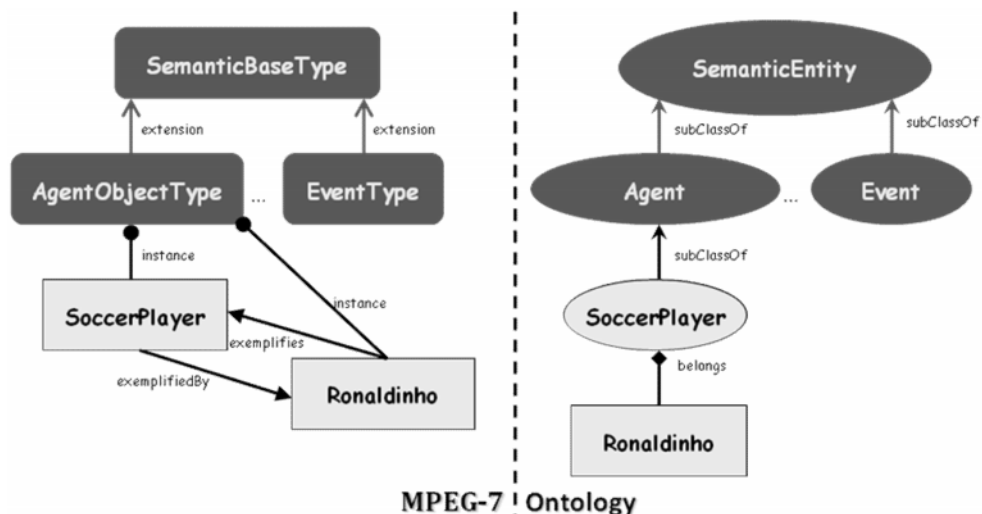 SemanticBaseType
extension
extension
AgentObjectType
...
EventType
instance
SoccerPlayer
instance
exemplifies
exemplifiedBy
Ronaldinho
SemanticEntity
subClassOf
subClassOf
Agent
...
Event
subClassOf
SoccerPlayer
belongs
Ronaldinho
MPEG-7
Ontology